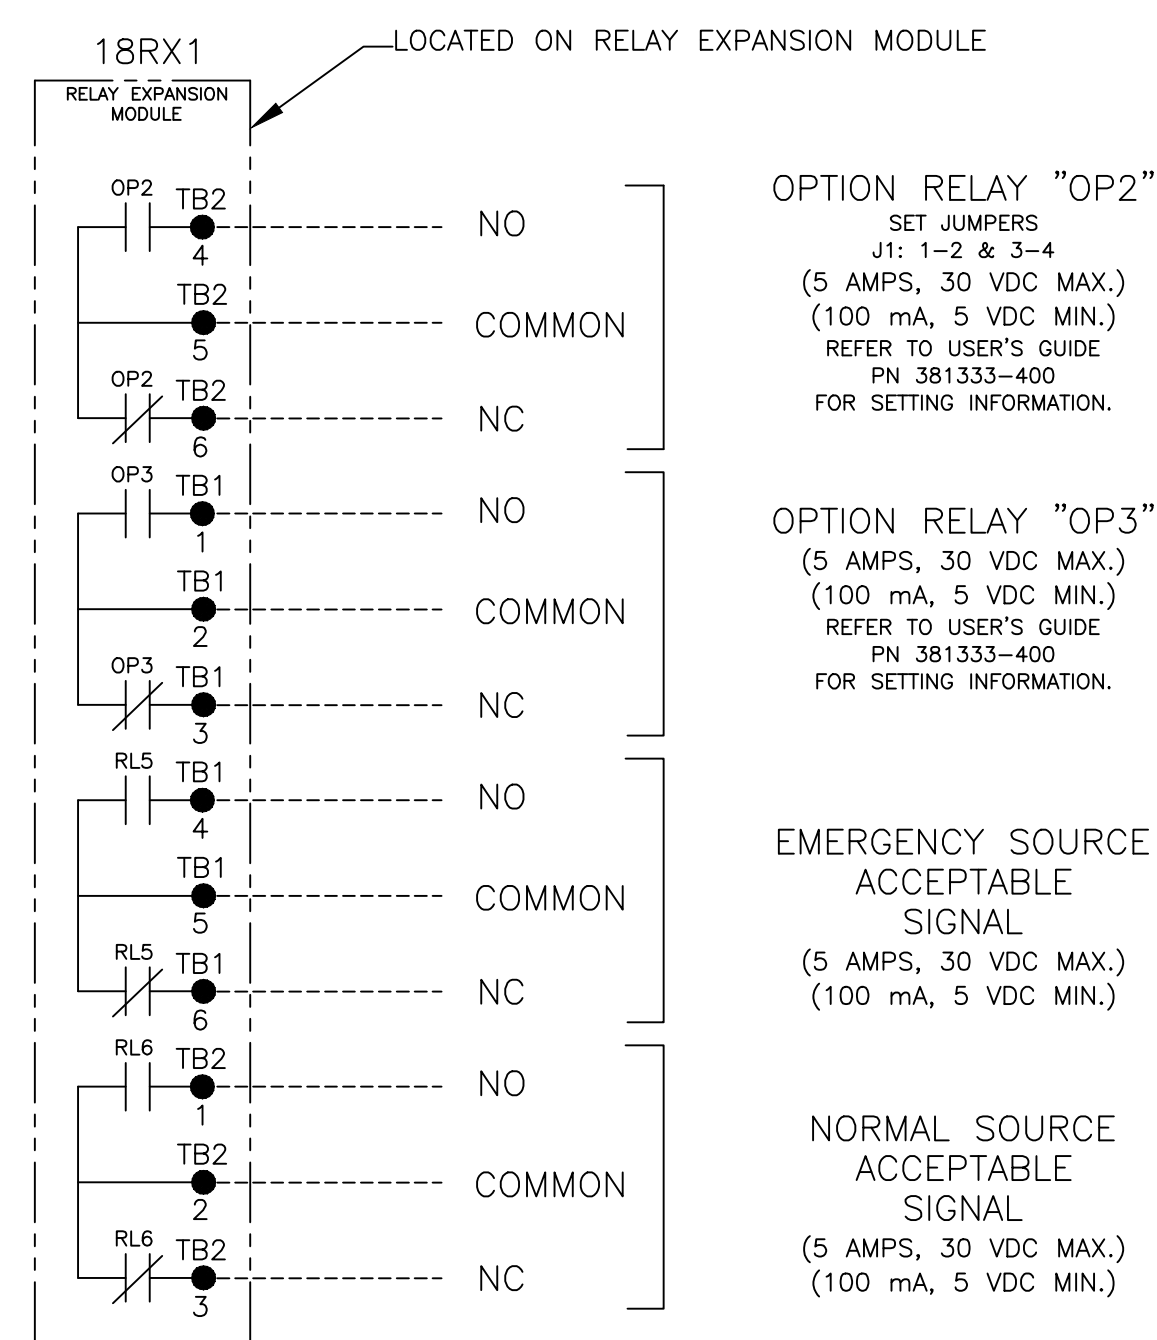 18RX1
LOCATED ON RELAY EXPANSION MODULE
RELAY EXPANSION
MODULE
OP2
TB2
4
NO
TB2
5
COMMON
OP2
TB2
6
NC
OPTION RELAY "OP2"
SET JUMPERS
J1: 1-2 & 3-4
(5 AMPS, 30 VDC MAX.)
(100 mA, 5 VDC MIN.)
REFER TO USER'S GUIDE
PN 381333-400
FOR SETTING INFORMATION.
OP3
TB1
1
NO
TB1
2
COMMON
OP3
TB1
3
NC
OPTION RELAY "OP3"
(5 AMPS, 30 VDC MAX.)
(100 mA, 5 VDC MIN.)
REFER TO USER'S GUIDE
PN 381333-400
FOR SETTING INFORMATION.
RL5
TB1
4
NO
TB1
5
COMMON
RL5
TB1
6
NC
EMERGENCY SOURCE
ACCEPTABLE
SIGNAL
(5 AMPS, 30 VDC MAX.)
(100 mA, 5 VDC MIN.)
RL6
TB2
1
NO
TB2
2
COMMON
RL6
TB2
3
NC
NORMAL SOURCE
ACCEPTABLE
SIGNAL
(5 AMPS, 30 VDC MAX.)
(100 mA, 5 VDC MIN.)